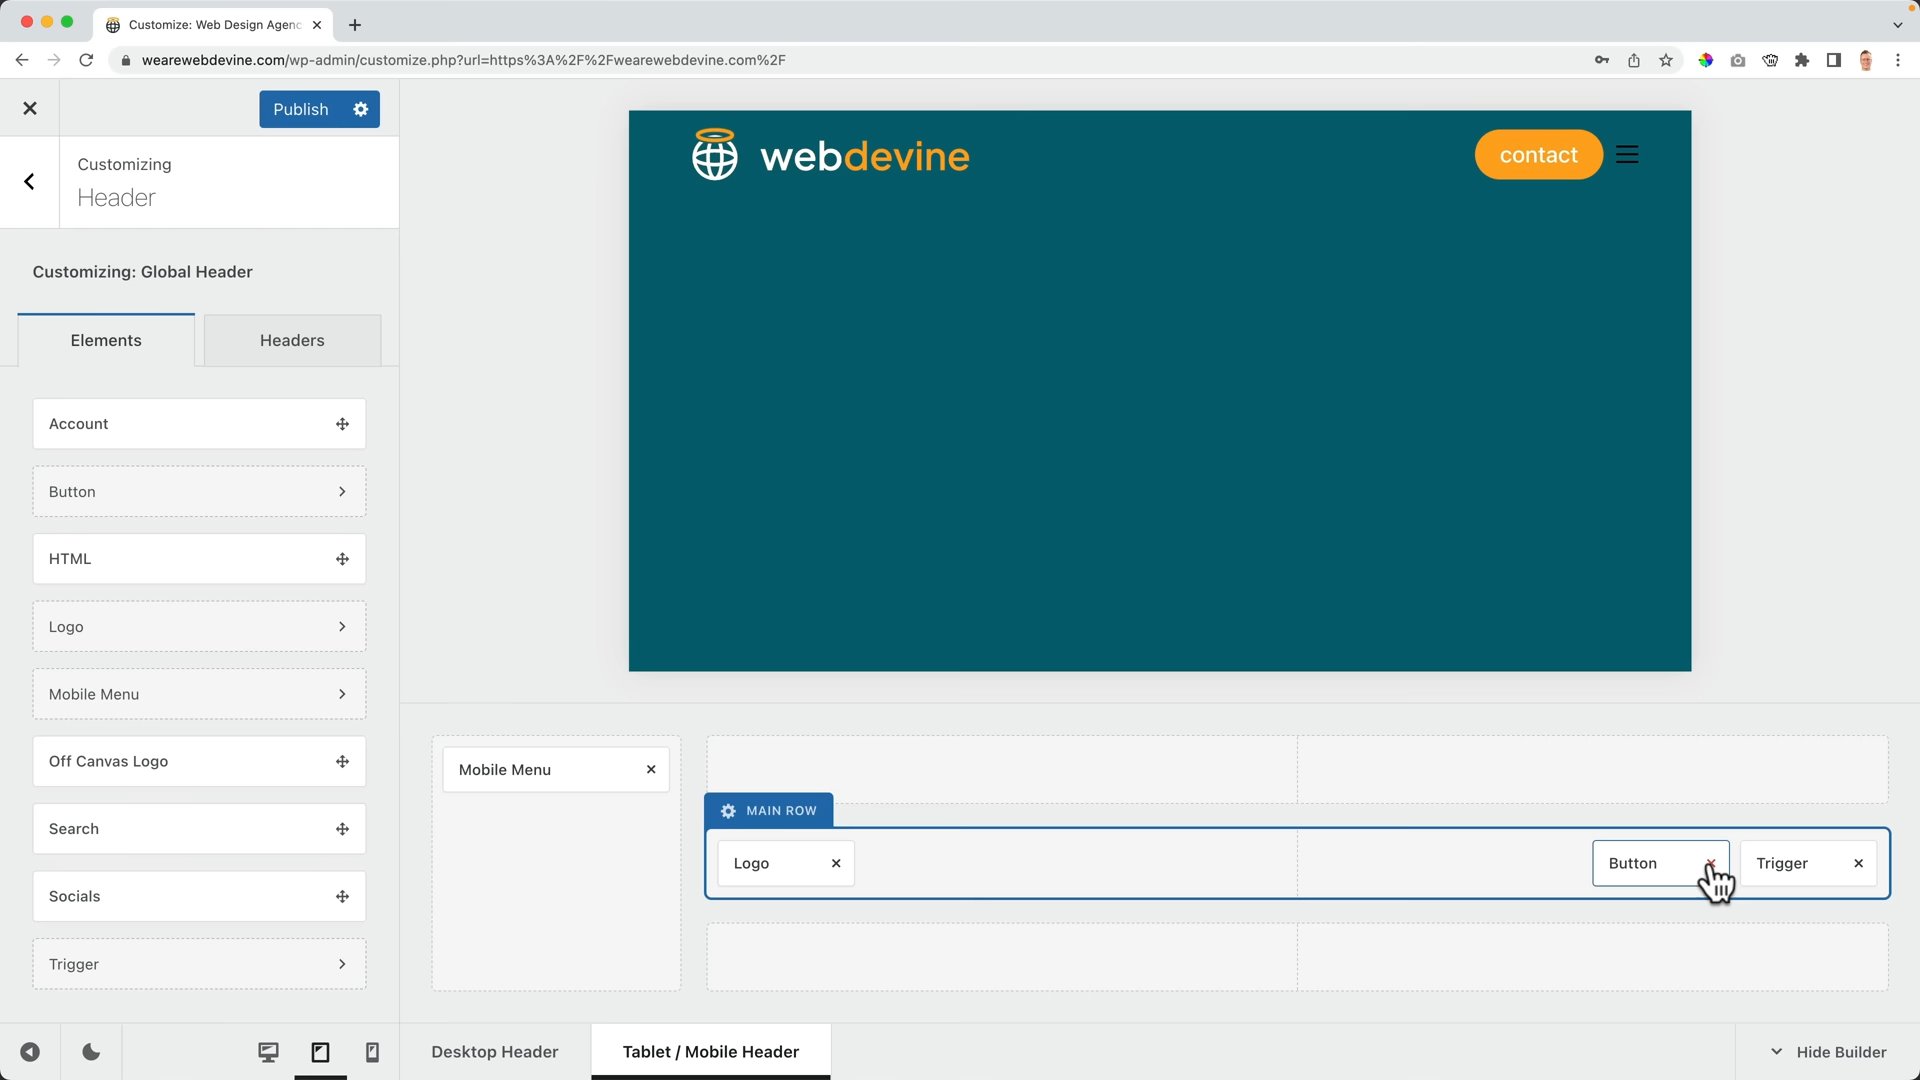 Customize: Web Design Agenc
wearewebdevine.com/wp-admin/customize.php?url=https%3A%2F%2Fwearewebdevine.com%2F
Publish
Customizing
Header
Customizing: Global Header
Elements
Headers
Account
Button
HTML
Logo
Mobile Menu
Off Canvas Logo
Search
Socials
Trigger
webdevine
contact
Mobile Menu
MAIN ROW
Logo
Button
Trigger
Desktop Header
Tablet / Mobile Header
Hide Builder